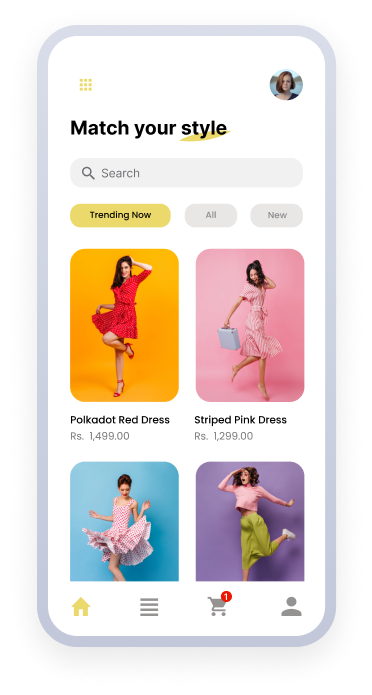 Match your style
Search
Trending Now
All
New
Polkadot Red Dress
Striped Pink Dress
Rs. 1,499.00
Rs. 1,299.00
1